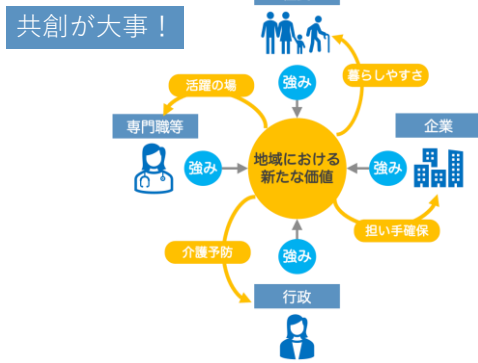 共創が大事！
強み
活躍の場
暮らしやすさ
専門職等
企業
強み
地域における
新たな価値
強み
担い手確保
介護予防
強み
行政